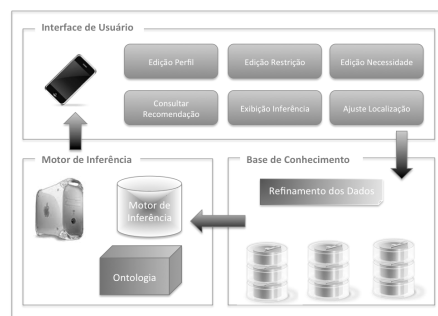 Interface de Usuário
Edição Perfil
Edição Restrição
Edição Necessidade
Consultar
Recomendação
Exibição Inferência
Ajuste Localização
Motor de Inferência
Base de Conhecimento
Motor de
Inferência
Ontologia
Refinamento dos Dados